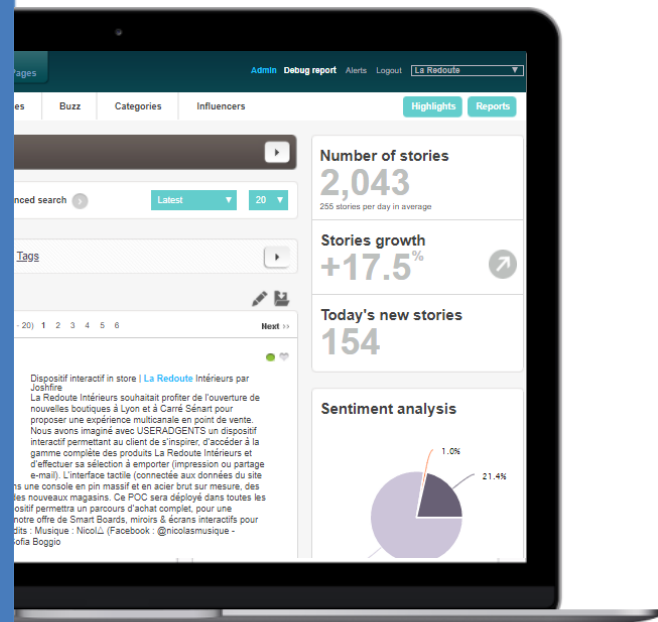 Pages
Admin Debug report Alerts Logout La Redoute
es Buzz Categories Influencers Highlights Reports
Number of stories
2,043
255 stories per day in average
nced search Latest 20
Stories growth
+17.5%
Tags
Today's new stories
154
- 20) 1 2 3 4 5 6 Next >>
Dispositif interactif in store | La Redoute Intérieurs par
Joshfire
La Redoute Intérieurs souhaitait profiter de l'ouverture de
nouvelles boutiques à Lyon et à Carré Sénart pour
proposer une expérience multicanale en point de vente.
Nous avons imaginé avec USERADGENTS un dispositif
interactif permettant au client de s'inspirer, d'accéder à la
gamme complète des produits La Redoute Intérieurs et
d'effectuer sa sélection à emporter (impression ou partage
e-mail). L'interface tactile (connectée aux données du site
ns une console en pin massif et en acier brut sur mesure, des
des nouveaux magasins. Ce POC sera déployé dans toutes les
ositif permettra un parcours d'achat complet, pour une
notre offre de Smart Boards, miroirs & écrans interactifs pour
dits : Musique : Nicol△ (Facebook : @nicolasmusique -
Sofia Boggio
Sentiment analysis
1.0%
21.4%